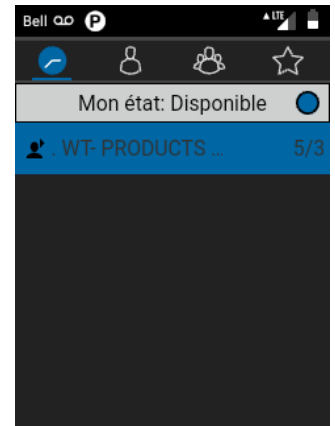 Bell P LTE
Mon état: Disponible
. WT- PRODUCTS ... 5/3